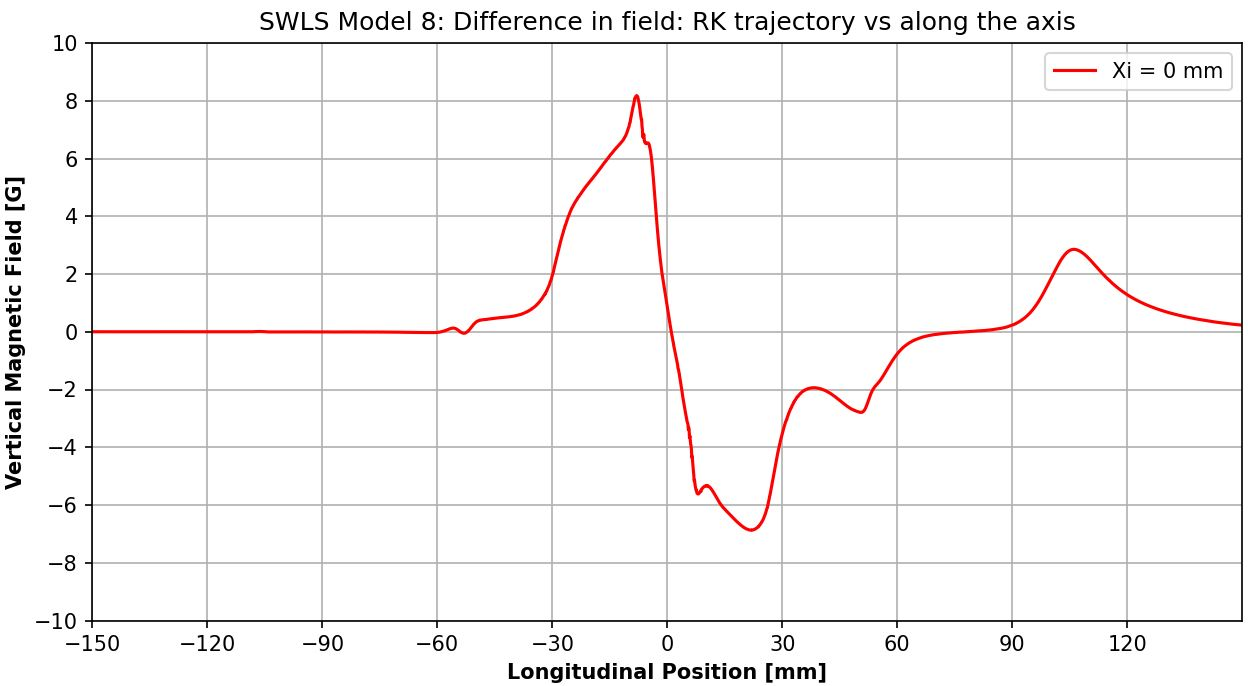 SWLS Model 8: Difference in field: RK trajectory vs along the axis
Xi = 0 mm
Vertical Magnetic Field [G]
10
8
6
4
2
0
−2
−4
−6
−8
−10
−150 −120 −90 −60 −30 0 30 60 90 120
Longitudinal Position [mm]